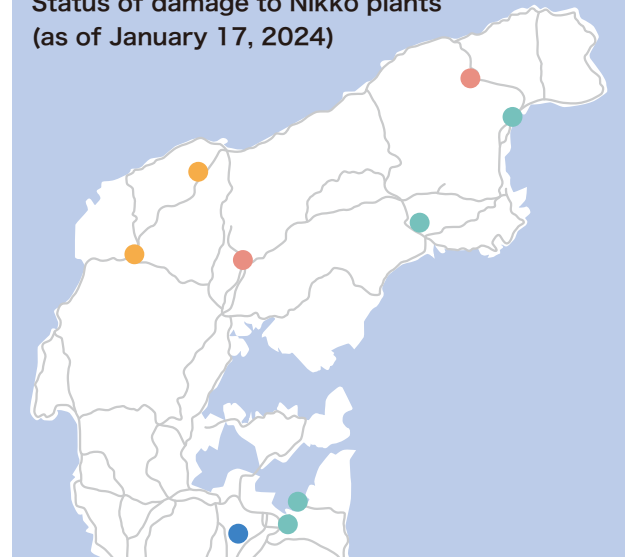 Status of damage to Nikko plants
(as of January 17, 2024)